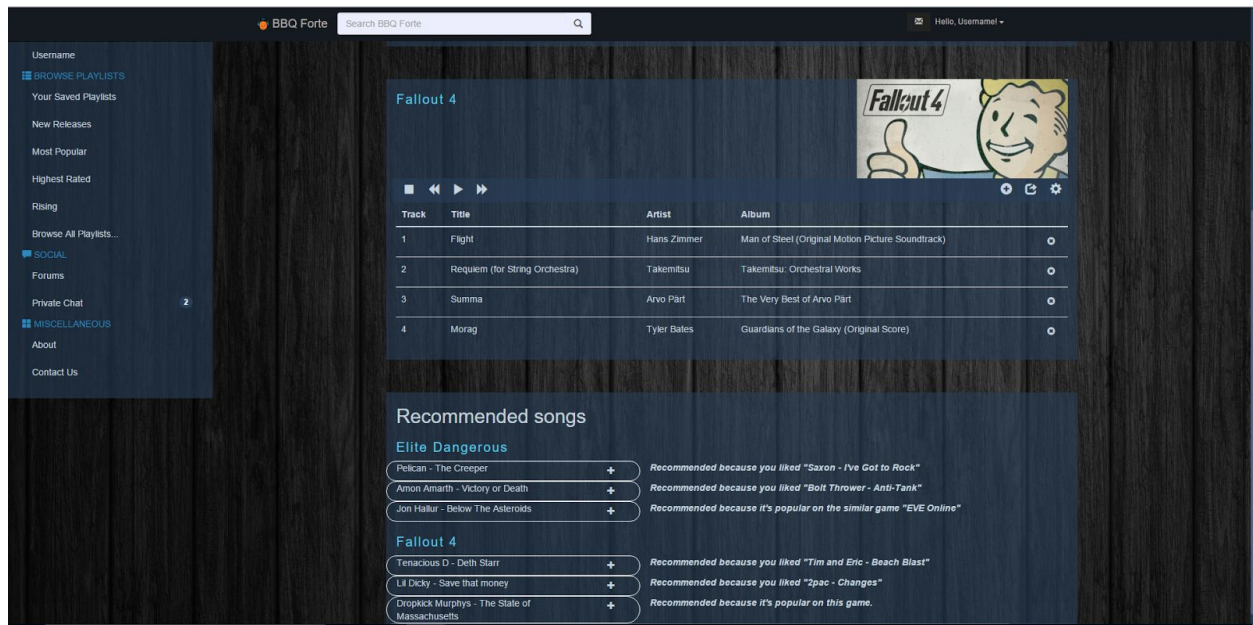 BBQ Forte
Search BBQ Forte
Hello, Username!
Username
BROWSE PLAYLISTS
Your Saved Playlists
New Releases
Most Popular
Highest Rated
Rising
Browse All Playlists...
SOCIAL
Forums
Private Chat 2
MISCELLANEOUS
About
Contact Us
Fallout 4
Fallout 4
Track Title Artist Album
1 Flight Hans Zimmer Man of Steel (Original Motion Picture Soundtrack)
2 Requiem (for String Orchestra) Takemitsu Takemitsu: Orchestral Works
3 Summa Arvo Pärt The Very Best of Arvo Pärt
4 Morag Tyler Bates Guardians of the Galaxy (Original Score)
Recommended songs
Elite Dangerous
Pelican - The Creeper + Recommended because you liked "Saxon - I've Got to Rock"
Amon Amarth - Victory or Death + Recommended because you liked "Bolt Thrower - Anti-Tank"
Jon Hallur - Below The Asteroids + Recommended because it's popular on the similar game "EVE Online"
Fallout 4
Tenacious D - Deth Starr + Recommended because you liked "Tim and Eric - Beach Blast"
Lil Dicky - Save that money + Recommended because you liked "2pac - Changes"
Dropkick Murphys - The State of + Recommended because it's popular on this game.
Massachusetts